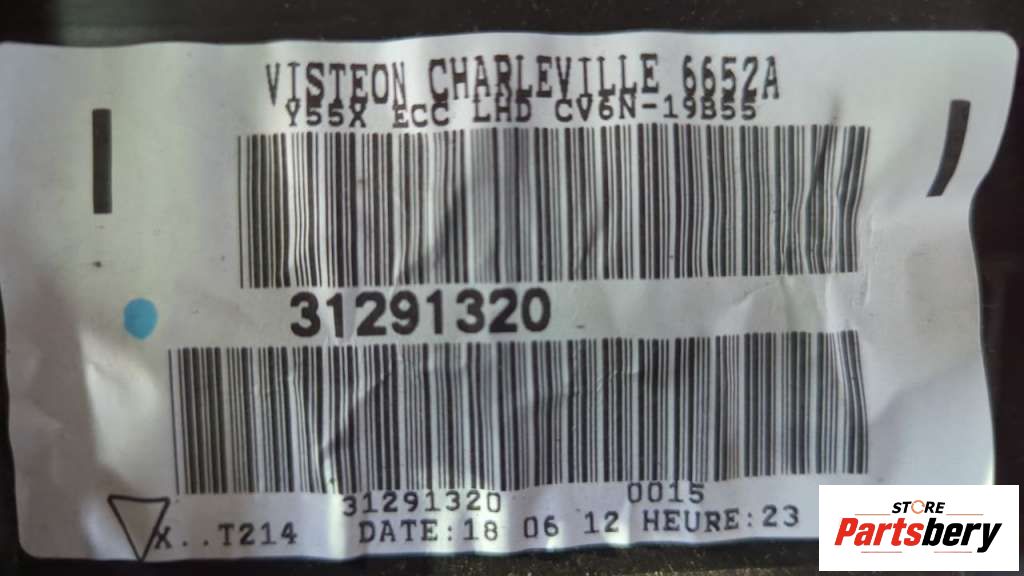 VISTEON CHARLEVILLE 6652A
Y55X ECC LHD CV6N-19B55
31291320
31291320 0015
X..T214 DATE:18 06 12 HEURE:23
STORE
Partsbery